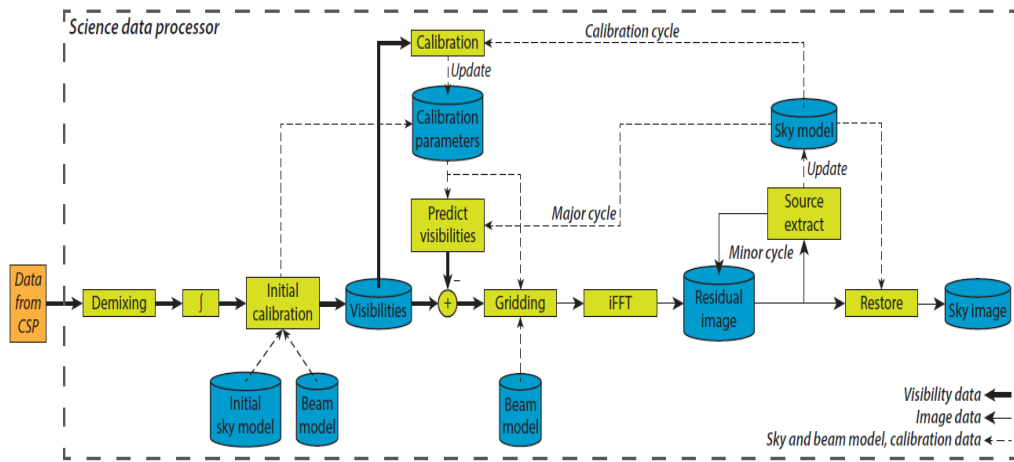 Science data processor
Calibration
Calibration cycle
Update
Calibration
parameters
Sky model
Update
Predict
visibilities
Major cycle
Source
extract
Minor cycle
Data
from
CSP
Demixing
∫
Initial
calibration
Visibilities
+
−
Gridding
iFFT
Residual
image
Restore
Sky image
Initial
sky model
Beam
model
Beam
model
Visibility data
Image data
Sky and beam model, calibration data